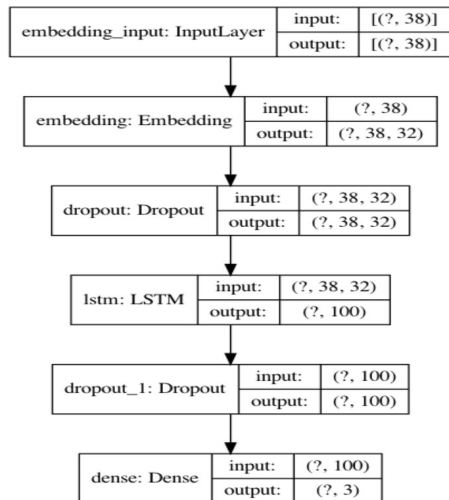 embedding_input: InputLayer
input: [(?, 38)]
output: [(?, 38)]
embedding: Embedding
input: (?, 38)
output: (?, 38, 32)
dropout: Dropout
input: (?, 38, 32)
output: (?, 38, 32)
lstm: LSTM
input: (?, 38, 32)
output: (?, 100)
dropout_1: Dropout
input: (?, 100)
output: (?, 100)
dense: Dense
input: (?, 100)
output: (?, 3)